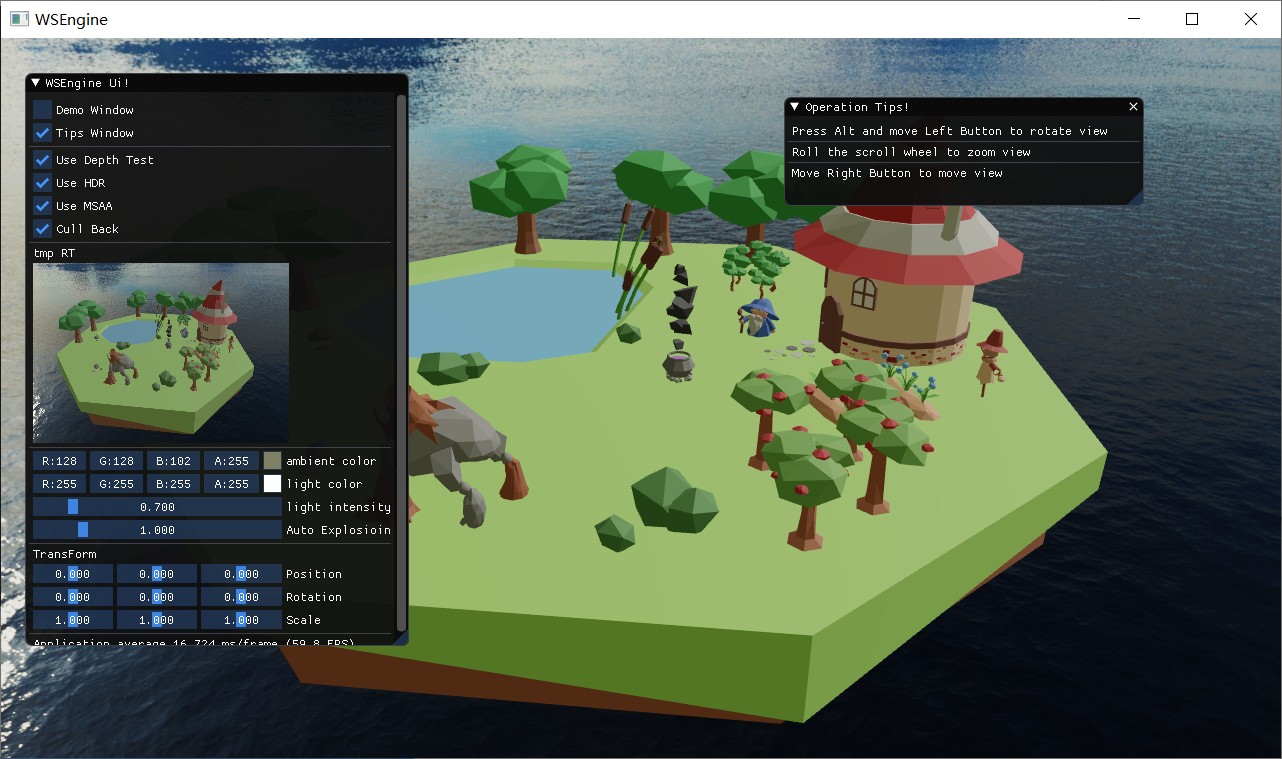 WSEngine
WSEngine Ui!
Demo Window
Tips Window
Use Depth Test
Use HDR
Use MSAA
Cull Back
tmp RT
R:128 G:128 B:102 A:255 ambient color
R:255 G:255 B:255 A:255 light color
0.700 light intensity
1.000 Auto Explosioin
TransForm
0.000 0.000 0.000 Position
0.000 0.000 0.000 Rotation
1.000 1.000 1.000 Scale
Application average 16.724 ms/frame (59.8 FPS)
Operation Tips!
Press Alt and move Left Button to rotate view
Roll the scroll wheel to zoom view
Move Right Button to move view